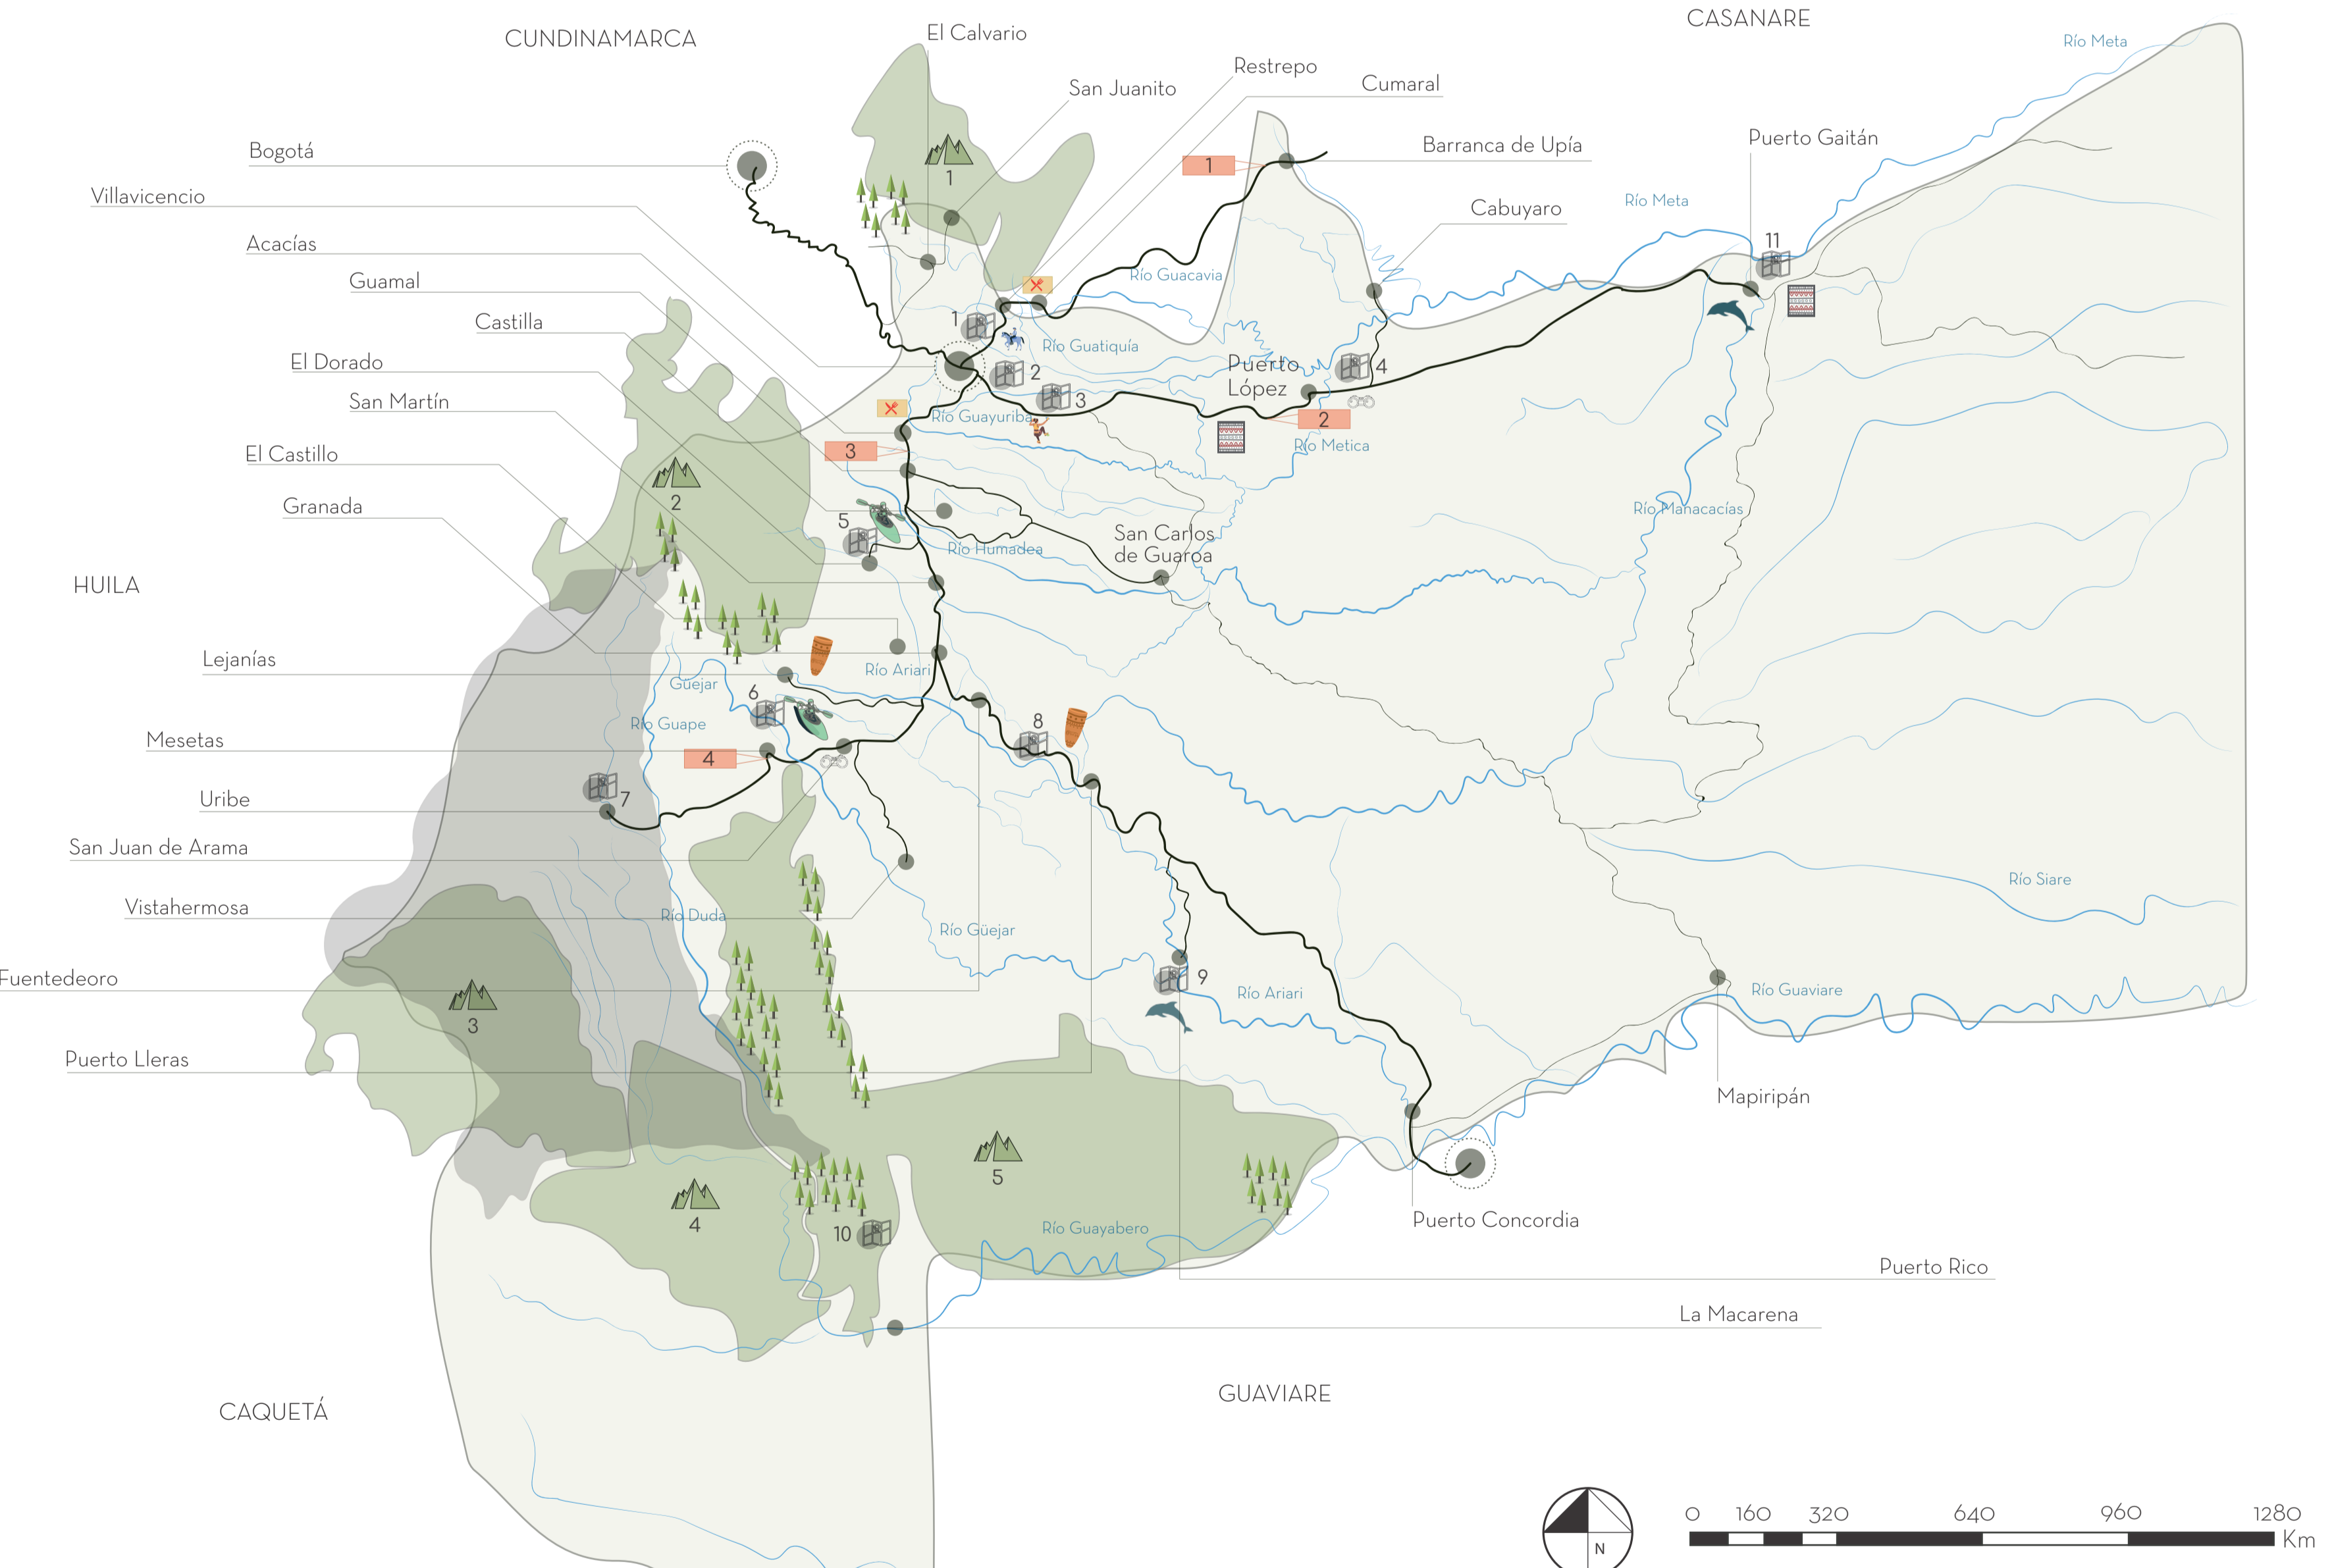 CASANARE
CUNDINAMARCA
El Calvario
Río Meta
Restrepo
San Juanito
Cumaral
Bogotá
Barranca de Upía
Puerto Gaitán
1
1
Villavicencio
Río Meta
Cabuyaro
Acacías
11
Guamal
Río Guacavia
Castilla
1
Río Guatiquía
El Dorado
2
Puerto
López
4
San Martín
3
Río Guayuriba
2
Río Metica
El Castillo
3
Granada
2
5
Río Manacacías
San Carlos
de Guaroa
Río Humadea
HUILA
Lejanías
Río Ariari
Güejar
6
Río Guape
8
Mesetas
4
Uribe
7
San Juan de Arama
Río Siare
Vistahermosa
Río Duda
Río Güejar
Fuentedeoro
9
Río Ariari
Río Guaviare
3
Puerto Lleras
Mapiripán
5
4
10
Río Guayabero
Puerto Concordia
Puerto Rico
La Macarena
CAQUETÁ
GUAVIARE
0 160 320 640 960 1280
Km
N